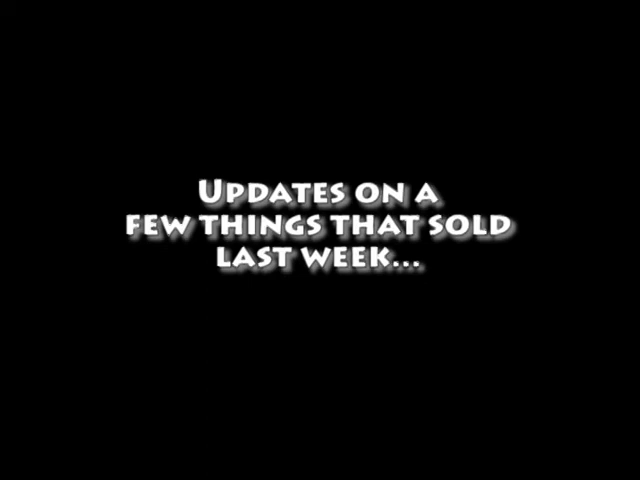 UPDATES ON A
FEW THINGS THAT SOLD
LAST WEEK...